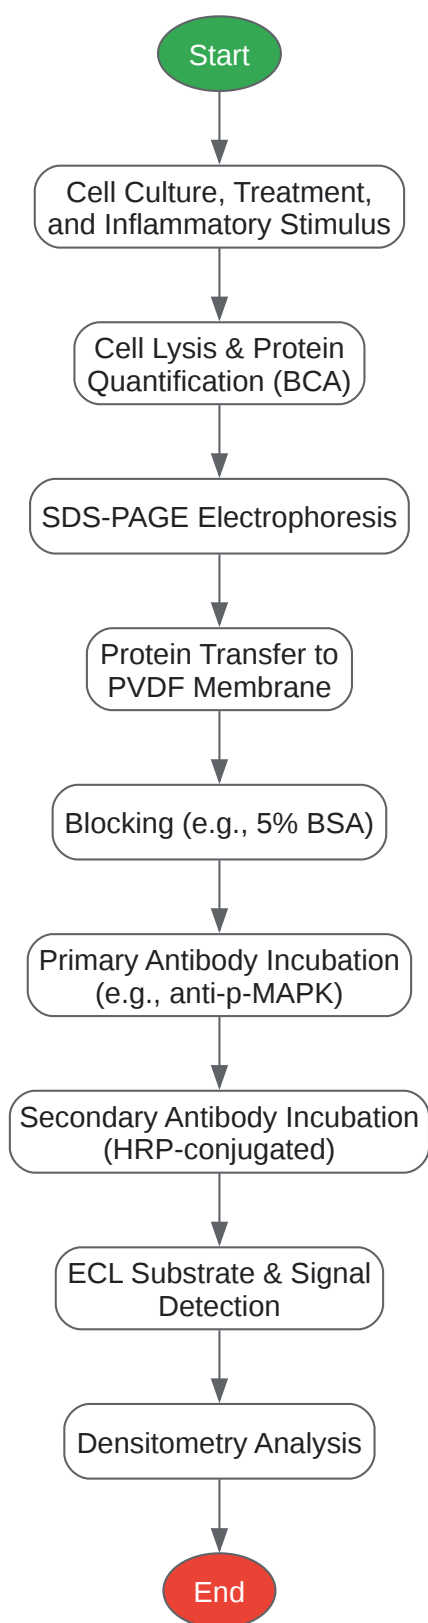 Start
Cell Culture, Treatment,
and Inflammatory Stimulus
Cell Lysis & Protein
Quantification (BCA)
SDS-PAGE Electrophoresis
Protein Transfer to
PVDF Membrane
Blocking (e.g., 5% BSA)
Primary Antibody Incubation
(e.g., anti-p-MAPK)
Secondary Antibody Incubation
(HRP-conjugated)
ECL Substrate & Signal
Detection
Densitometry Analysis
End